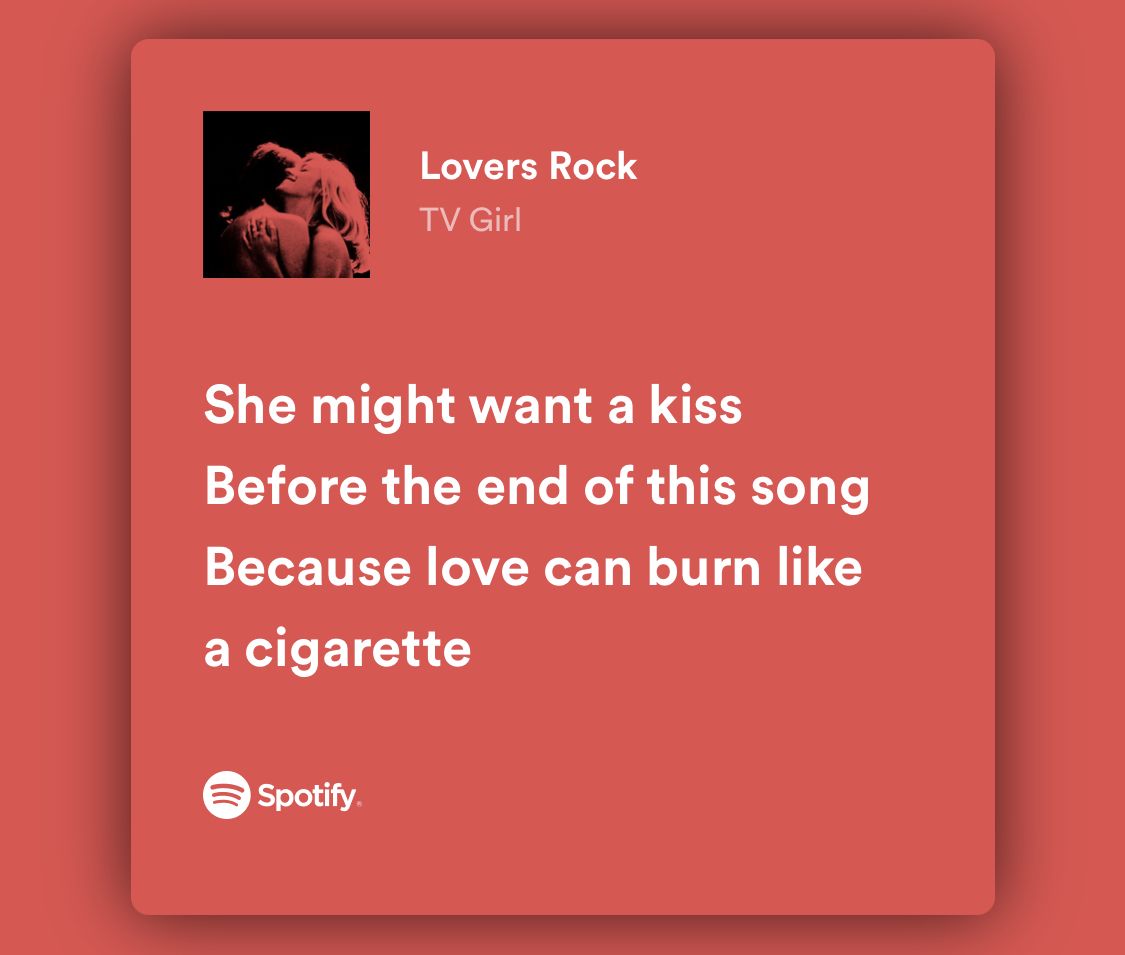 Lovers Rock
TV Girl
She might want a kiss
Before the end of this song
Because love can burn like
a cigarette
Spotify®